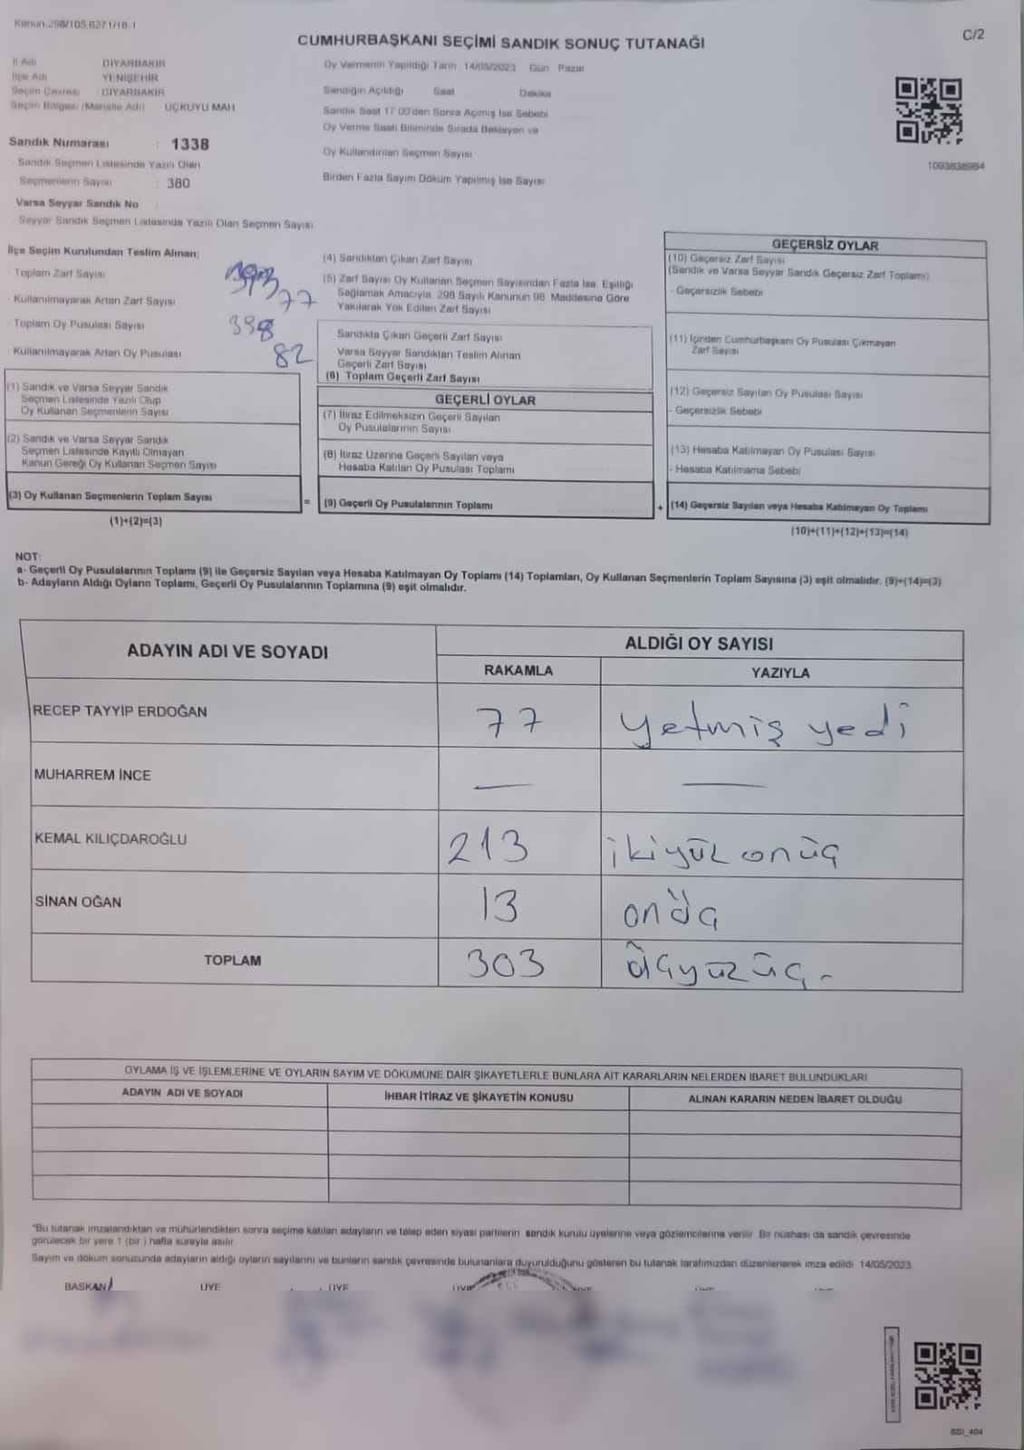 Kanun:298/105,6271/18-1
C/2
CUMHURBAŞKANI SEÇİMİ SANDIK SONUÇ TUTANAĞI
İl Adı DİYARBAKIR
İlçe Adı YENİŞEHİR
Seçim Çevresi DİYARBAKIR
Seçim Bölgesi (Mahalle Adı) ÜÇKUYU MAH
Sandık Numarası : 1338
Sandık Seçmen Listesinde Yazılı Olan
Seçmenlerin Sayısı : 380
Varsa Seyyar Sandık No :
Seyyar Sandık Seçmen Listesinde Yazılı Olan Seçmen Sayısı
Oy Vermenin Yapıldığı Tarih 14/05/2023 Gün Pazar
Sandığın Açıldığı Saat Dakika
Sandık Saat 17:00'den Sonra Açılmış İse Sebebi
Oy Verme Saati Bitiminde Sırada Bekleyen ve
Oy Kullandırılan Seçmen Sayısı
Birden Fazla Sayım Döküm Yapılmış İse Sayısı
1093838984
İlçe Seçim Kurulundan Teslim Alınan;
Toplam Zarf Sayısı
Kullanılmayarak Artan Zarf Sayısı 77
Toplam Oy Pusulası Sayısı 398
Kullanılmayarak Artan Oy Pusulası 82
(1) Sandık ve Varsa Seyyar Sandık
Seçmen Listesinde Yazılı Olup
Oy Kullanan Seçmenlerin Sayısı
(2) Sandık ve Varsa Seyyar Sandık
Seçmen Listesinde Kayıtlı Olmayan
Kanun Gereği Oy Kullanan Seçmen Sayısı
(3) Oy Kullanan Seçmenlerin Toplam Sayısı
(1)+(2)=(3)
=
(4) Sandıktan Çıkan Zarf Sayısı
(5) Zarf Sayısı Oy Kullanan Seçmen Sayısından Fazla İse, Eşitliği
Sağlamak Amacıyla, 298 Sayılı Kanunun 98. Maddesine Göre
Yakılarak Yok Edilen Zarf Sayısı
Sandıkta Çıkan Geçerli Zarf Sayısı
Varsa Seyyar Sandıktan Teslim Alınan
Geçerli Zarf Sayısı
(6) Toplam Geçerli Zarf Sayısı
GEÇERLİ OYLAR
(7) İtiraz Edilmeksizin Geçerli Sayılan
Oy Pusulalarının Sayısı
(8) İtiraz Üzerine Geçerli Sayılan veya
Hesaba Katılan Oy Pusulası Toplamı
(9) Geçerli Oy Pusulalarının Toplamı
+
GEÇERSİZ OYLAR
(10) Geçersiz Zarf Sayısı
(Sandık ve Varsa Seyyar Sandık Geçersiz Zarf Toplamı)
- Geçersizlik Sebebi
(11) İçinden Cumhurbaşkanı Oy Pusulası Çıkmayan
Zarf Sayısı
(12) Geçersiz Sayılan Oy Pusulası Sayısı
- Geçersizlik Sebebi
(13) Hesaba Katılmayan Oy Pusulası Sayısı
- Hesaba Katılmama Sebebi
(14) Geçersiz Sayılan veya Hesaba Katılmayan Oy Toplamı
(10)+(11)+(12)+(13)=(14)
NOT:
a- Geçerli Oy Pusulalarının Toplamı (9) ile Geçersiz Sayılan veya Hesaba Katılmayan Oy Toplamı (14) Toplamları, Oy Kullanan Seçmenlerin Toplam Sayısına (3) eşit olmalıdır. (9)+(14)=(3)
b- Adayların Aldığı Oyların Toplamı, Geçerli Oy Pusulalarının Toplamına (9) eşit olmalıdır.
ADAYIN ADI VE SOYADI
ALDIĞI OY SAYISI
RAKAMLA YAZIYLA
RECEP TAYYİP ERDOĞAN 77 yetmiş yedi
MUHARREM İNCE — —
KEMAL KILIÇDAROĞLU 213 ikiyüz onüç
SİNAN OĞAN 13 onüç
TOPLAM 303 üçyüzüç-
OYLAMA İŞ VE İŞLEMLERİNE VE OYLARIN SAYIM VE DÖKÜMÜNE DAİR ŞİKAYETLERLE BUNLARA AİT KARARLARIN NELERDEN İBARET BULUNDUKLARI
ADAYIN ADI VE SOYADI İHBAR İTİRAZ VE ŞİKAYETİN KONUSU ALINAN KARARIN NEDEN İBARET OLDUĞU
"Bu tutanak imzalandıktan ve mühürlendikten sonra seçime katılan adayların ve talep eden siyasi partilerin sandık kurulu üyelerine veya gözlemcilerine verilir. Bir nüshası da sandık çevresinde
görülecek bir yere 1 (bir) hafta süreyle asılır.
Sayım ve döküm sonucunda adayların aldığı oyların sayılarını ve bunların sandık çevresinde bulunanlara duyurulduğunu gösteren bu tutanak tarafımızdan düzenlenerek imza edildi. 14/05/2023
BAŞKAN ÜYE ÜYE